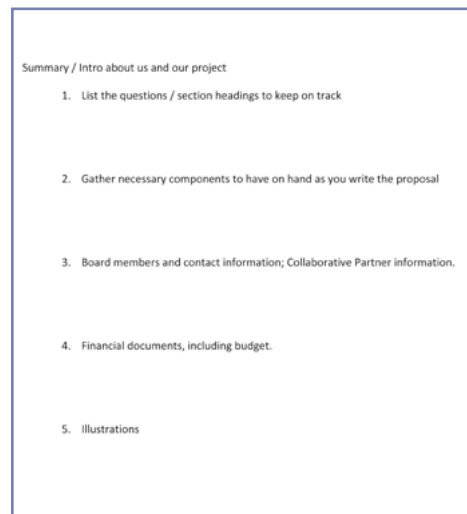 Summary / Intro about us and our project
1. List the questions / section headings to keep on track
2. Gather necessary components to have on hand as you write the proposal
3. Board members and contact information; Collaborative Partner information.
4. Financial documents, including budget.
5. Illustrations